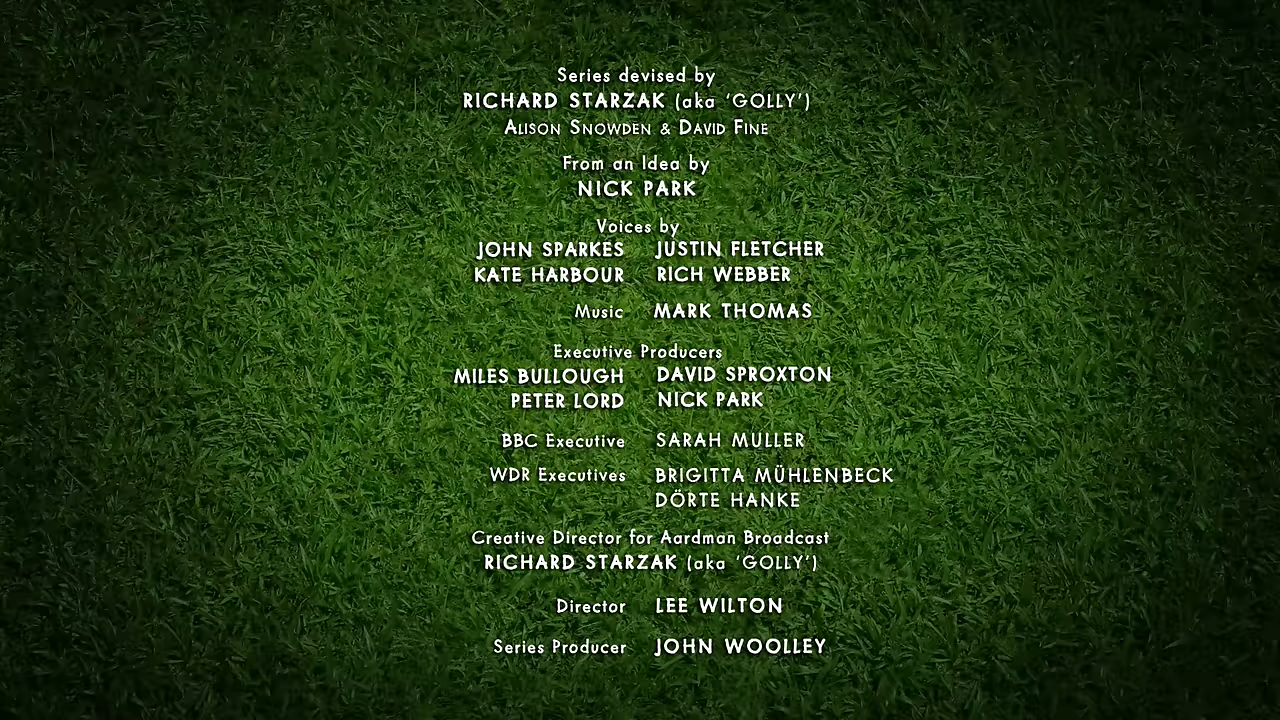 Series devised by
RICHARD STARZAK (aka ‘GOLLY’)
ALISON SNOWDEN & DAVID FINE
From an Idea by
NICK PARK
Voices by
JOHN SPARKES JUSTIN FLETCHER
KATE HARBOUR RICH WEBBER
Music MARK THOMAS
Executive Producers
MILES BULLOUGH DAVID SPROXTON
PETER LORD NICK PARK
BBC Executive SARAH MULLER
WDR Executives BRIGITTA MÜHLENBECK
DÖRTE HANKE
Creative Director for Aardman Broadcast
RICHARD STARZAK (aka ‘GOLLY’)
Director LEE WILTON
Series Producer JOHN WOOLLEY